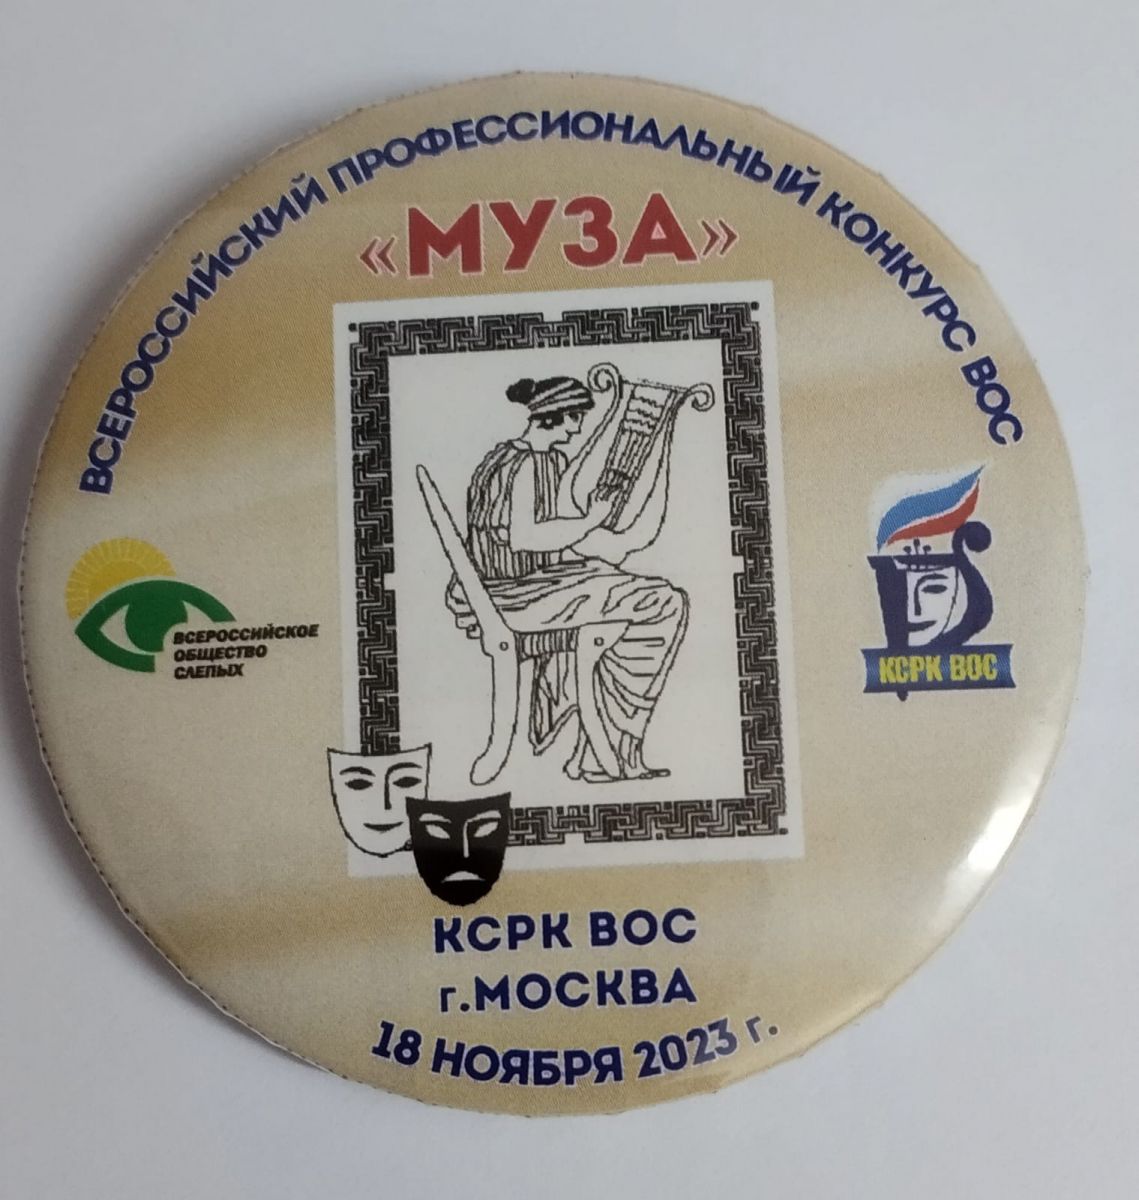 ВСЕРОССИЙСКИЙ ПРОФЕССИОНАЛЬНЫЙ КОНКУРС ВОС
«МУЗА»
ВСЕРОССИЙСКОЕ
ОБЩЕСТВО
СЛЕПЫХ
КСРК ВОС
КСРК ВОС
г.МОСКВА
18 НОЯБРЯ 2023 г.